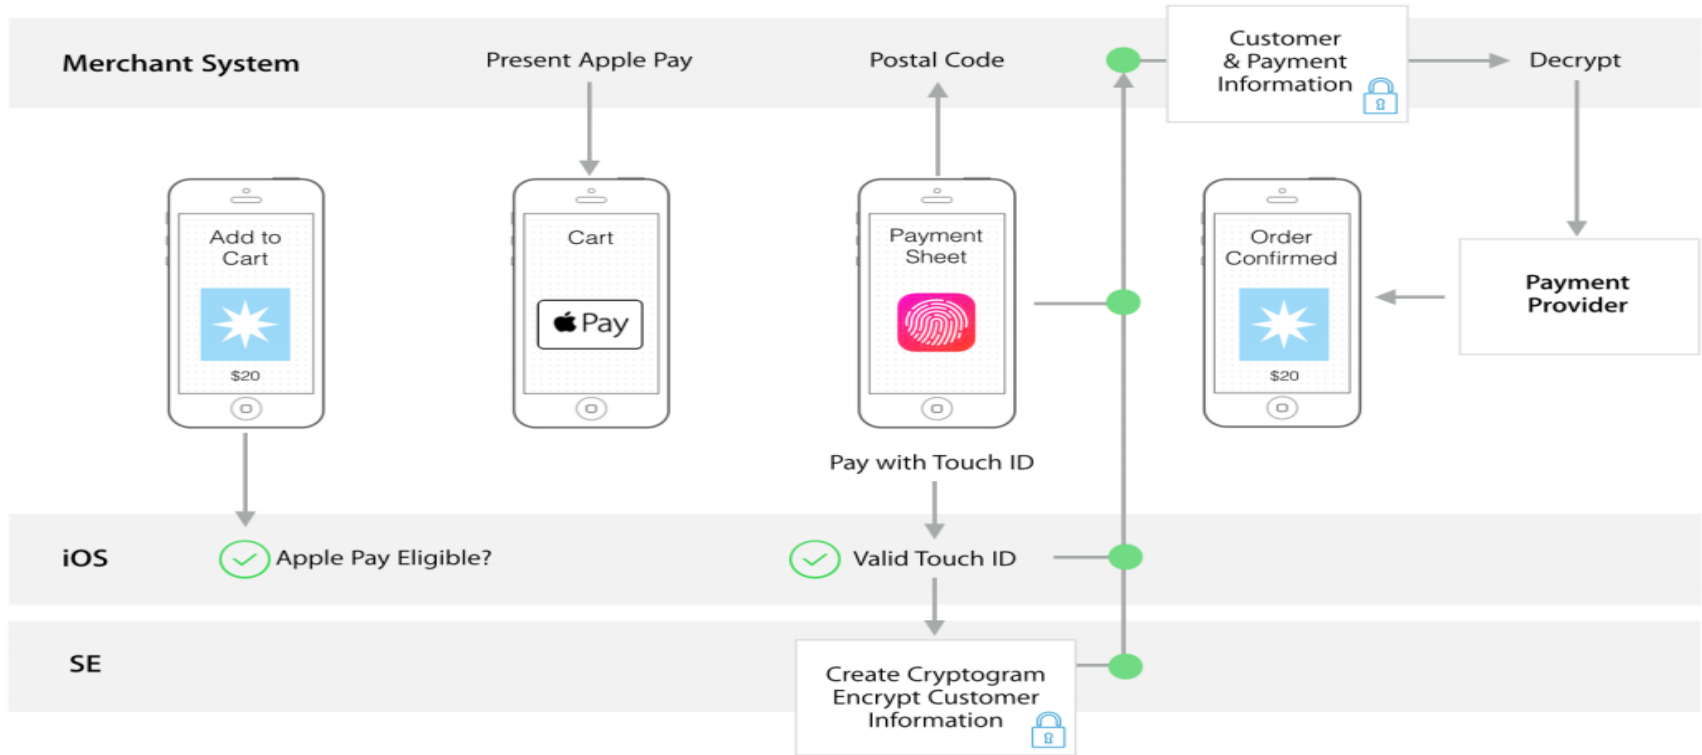 Merchant System
Present Apple Pay
Postal Code
Customer
& Payment
Information
Decrypt
Add to
Cart
$20
Cart
Pay
Payment
Sheet
Order
Confirmed
$20
Payment
Provider
Pay with Touch ID
iOS
Apple Pay Eligible?
Valid Touch ID
SE
Create Cryptogram
Encrypt Customer
Information